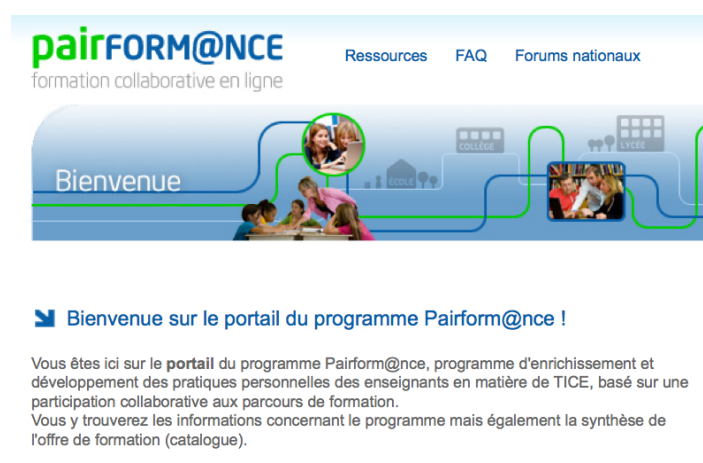 pairFORM@NCE
formation collaborative en ligne
Ressources FAQ Forums nationaux
Bienvenue
ÉCOLE
COLLÈGE
LYCÉE
Bienvenue sur le portail du programme Pairform@nce !
Vous êtes ici sur le portail du programme Pairform@nce, programme d'enrichissement et
développement des pratiques personnelles des enseignants en matière de TICE, basé sur une
participation collaborative aux parcours de formation.
Vous y trouverez les informations concernant le programme mais également la synthèse de
l'offre de formation (catalogue).